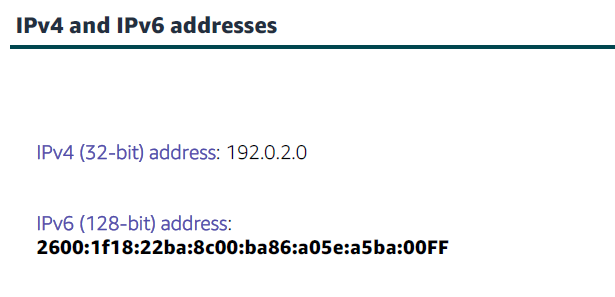 IPv4 and IPv6 addresses
IPv4 (32-bit) address: 192.0.2.0
IPv6 (128-bit) address:
2600:1f18:22ba:8c00:ba86:a05e:a5ba:00FF